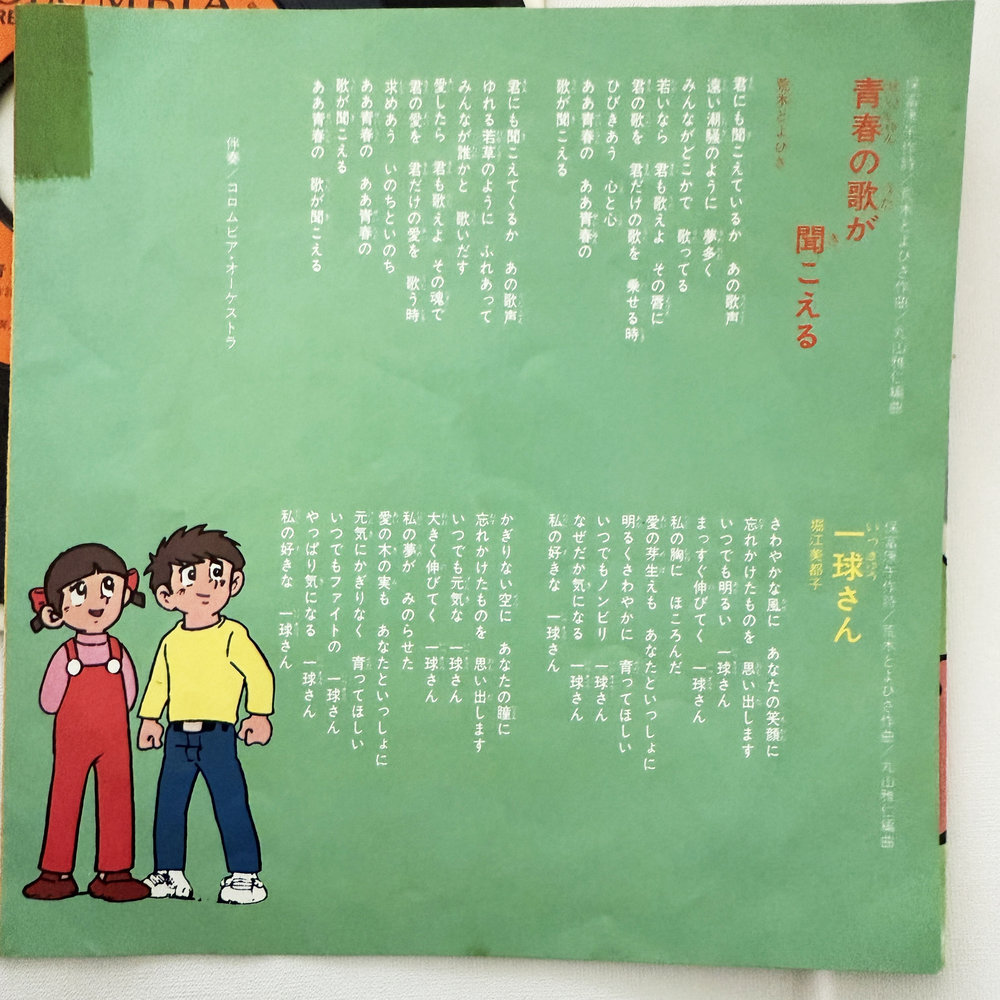 青春の歌が
聞こえる
保富康午作詩／荒木とよひさ作曲／丸山雅仁編曲
荒木とよひさ
君にも聞こえているか　あの歌声
遠い潮騒のように　夢多く
みんながどこかで　歌ってる
若いなら　君も歌えよ　その唇に
君の歌を　君だけの歌を　乗せる時
ひびきあう　心と心
ああ青春の　ああ青春の
歌が聞こえる
君にも聞こえてくるか　あの歌声
ゆれる若草のように　ふれあって
みんなが誰かと　歌いだす
愛したら　君も歌えよ　その魂で
君の愛を　君だけの愛を　歌う時
求めあう　いのちといのち
ああ青春の　ああ青春の
歌が聞こえる
ああ青春の　歌が聞こえる
伴奏／コロムビア・オーケストラ
一球さん
保富康午作詩／荒木とよひさ作曲／丸山雅仁編曲
堀江美都子
さわやかな風に　あなたの笑顔に
忘れかけたものを　思い出します
いつでも明るい　一球さん
まっすぐ伸びてく　一球さん
私の胸に　ほころんだ
愛の芽生えも　あなたといっしょに
明るくさわやかに　育ってほしい
いつでもノンビリ　一球さん
なぜだか気になる　一球さん
私の好きな　一球さん
かぎりない空に　あなたの瞳に
忘れかけたものを　思い出します
いつでも元気な　一球さん
大きく伸びてく　一球さん
私の夢が　みのらせた
愛の木の実も　あなたといっしょに
元気にかぎりなく　育ってほしい
いつでもファイトの　一球さん
やっぱり気になる　一球さん
私の好きな　一球さん